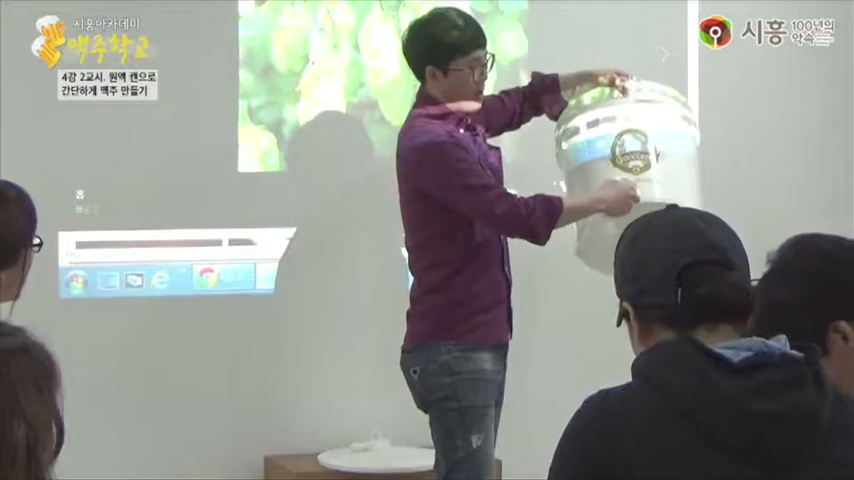 시흥아카데미
맥주학교
4강 2교시. 원액 캔으로
간단하게 맥주 만들기
시흥 100년의
약속